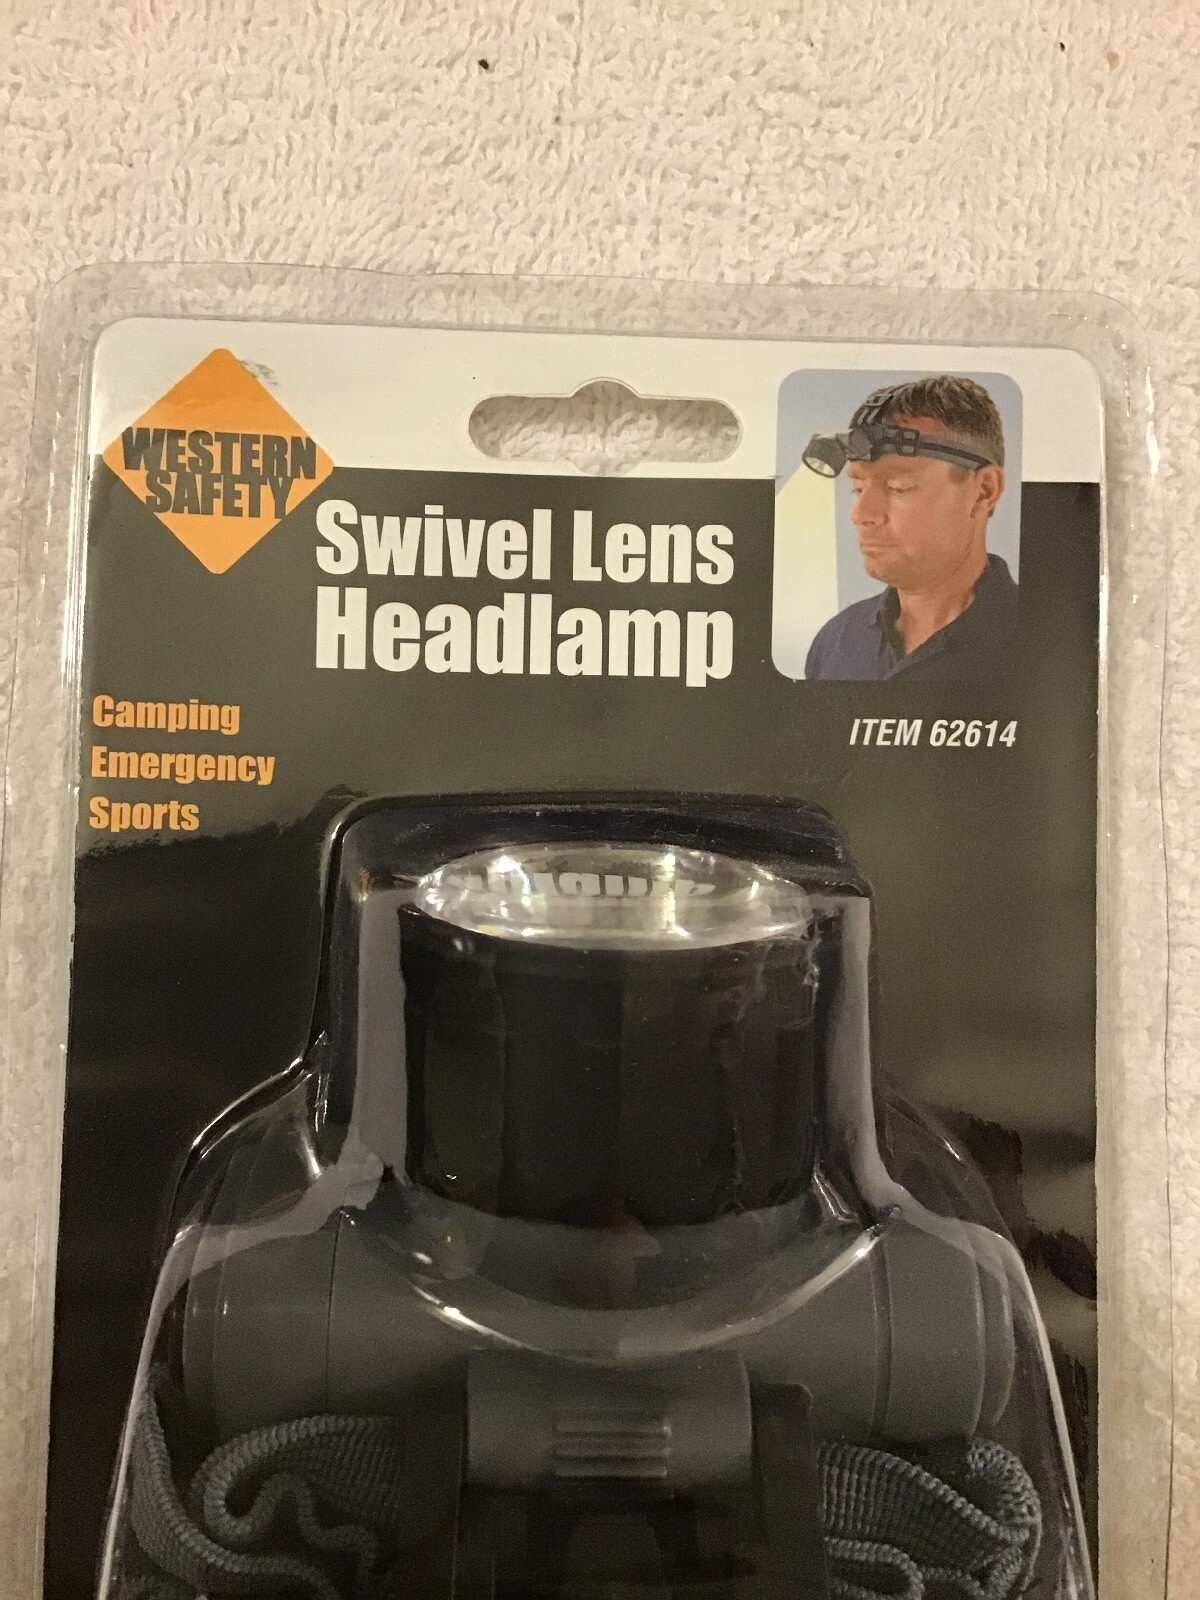 WESTERN
SAFETY
Swivel Lens
Headlamp
Camping
Emergency
Sports
ITEM 62614